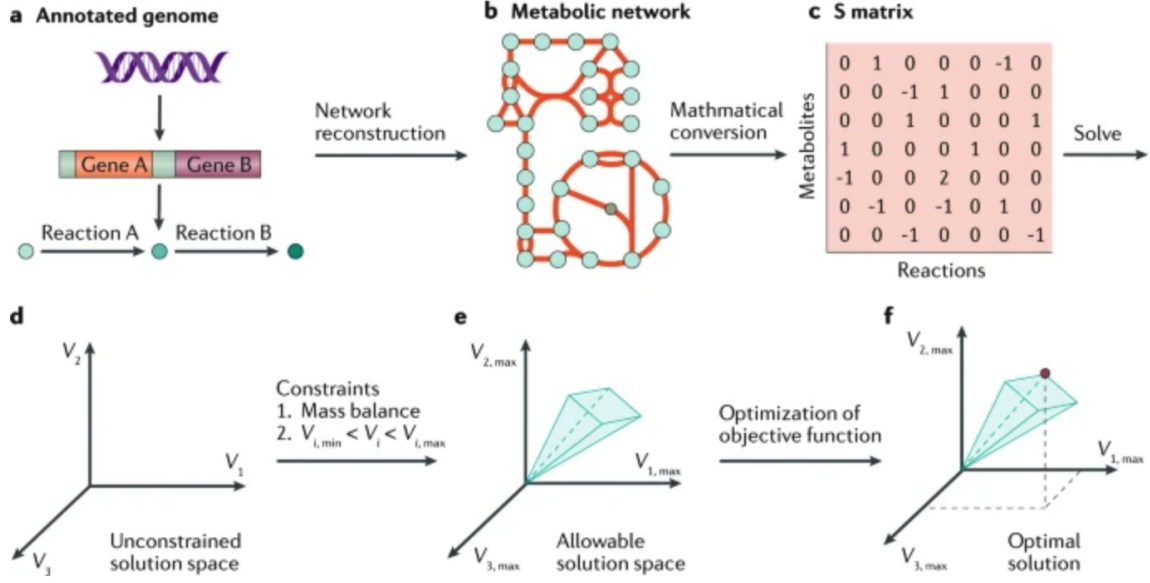 a Annotated genome
b Metabolic network
c S matrix
Gene A
Gene B
Reaction A
Reaction B
Network
reconstruction
Mathmatical
conversion
Metabolites
0 1 0 0 0 -1 0
0 0 -1 1 0 0 0
0 0 1 0 0 0 1
1 0 0 0 1 0 0
-1 0 0 2 0 0 0
0 -1 0 -1 0 1 0
0 0 -1 0 0 0 -1
Reactions
Solve
d
V2
V1
V3
Unconstrained
solution space
Constraints
1. Mass balance
2. Vi, min < Vi < Vi, max
e
V2, max
V1, max
V3, max
Allowable
solution space
Optimization of
objective function
f
V2, max
V1, max
V3, max
Optimal
solution